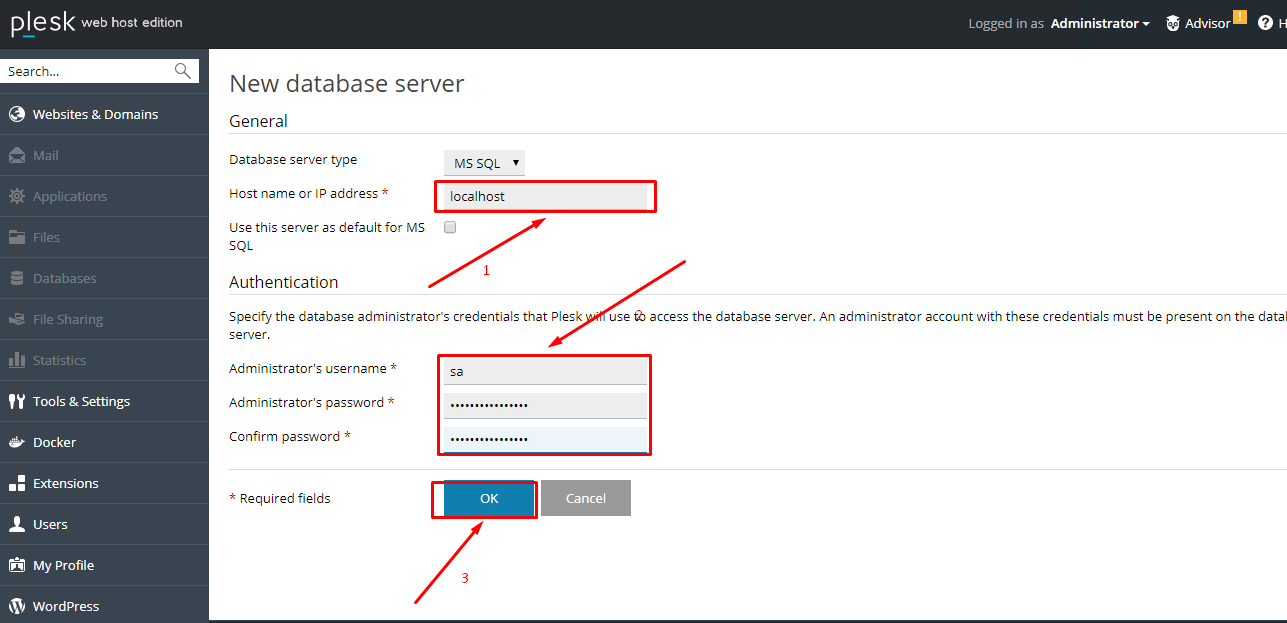 plesk web host edition
Logged in as Administrator
Advisor
!
?
Search...
Websites & Domains
Mail
Applications
Files
Databases
File Sharing
Statistics
Tools & Settings
Docker
Extensions
Users
My Profile
WordPress
New database server
General
Database server type
MS SQL
Host name or IP address *
localhost
Use this server as default for MS
SQL
1
Authentication
2
Specify the database administrator's credentials that Plesk will use to access the database server. An administrator account with these credentials must be present on the
server.
Administrator's username *
sa
Administrator's password *
••••••••••••••••
Confirm password *
••••••••••••••••
* Required fields
OK
Cancel
3